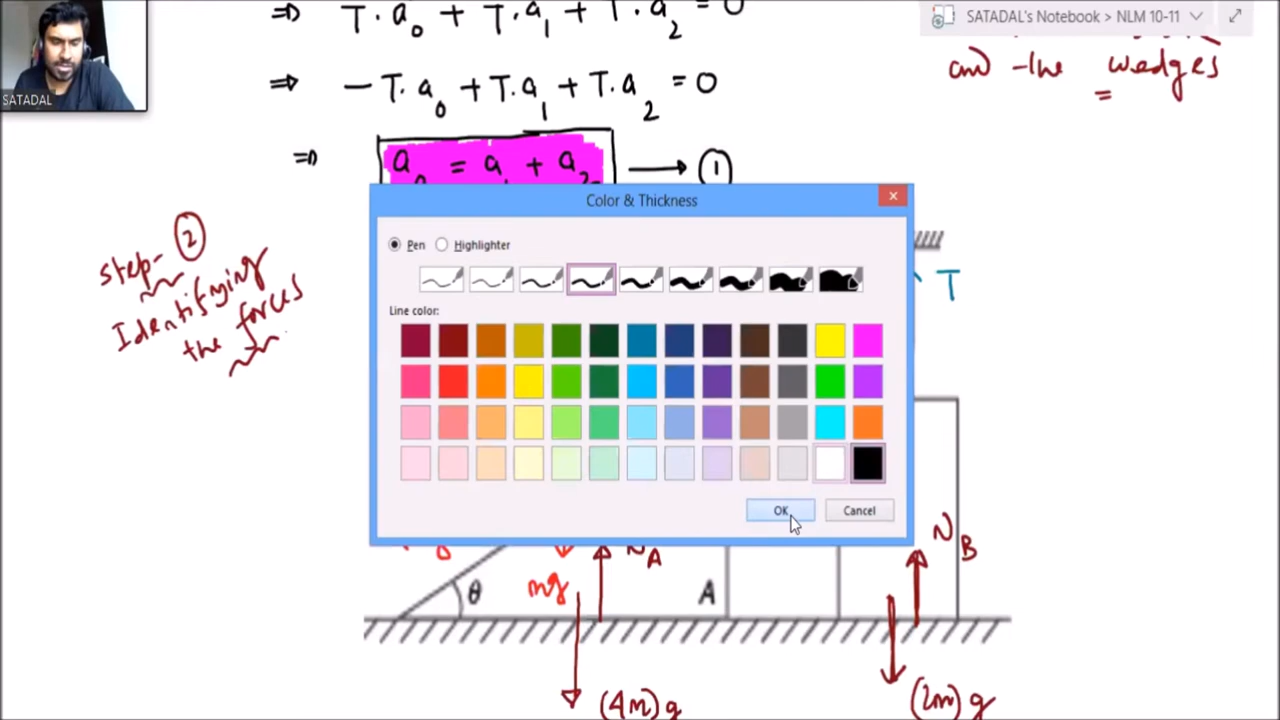 ⇒ T.a0 + T.a1 + T.a2 = 0
SATADAL's Notebook > NLM 10-11
and the wedges
=
⇒ -T.a0 + T.a1 + T.a2 = 0
SATADAL
⇒ a0 = a1 + a2 → 1
Color & Thickness
Pen Highlighter
Line color:
step- 2
Identifying
the forces
T
OK Cancel
NA
NB
θ
mg
A
(4m)g
(2m)g